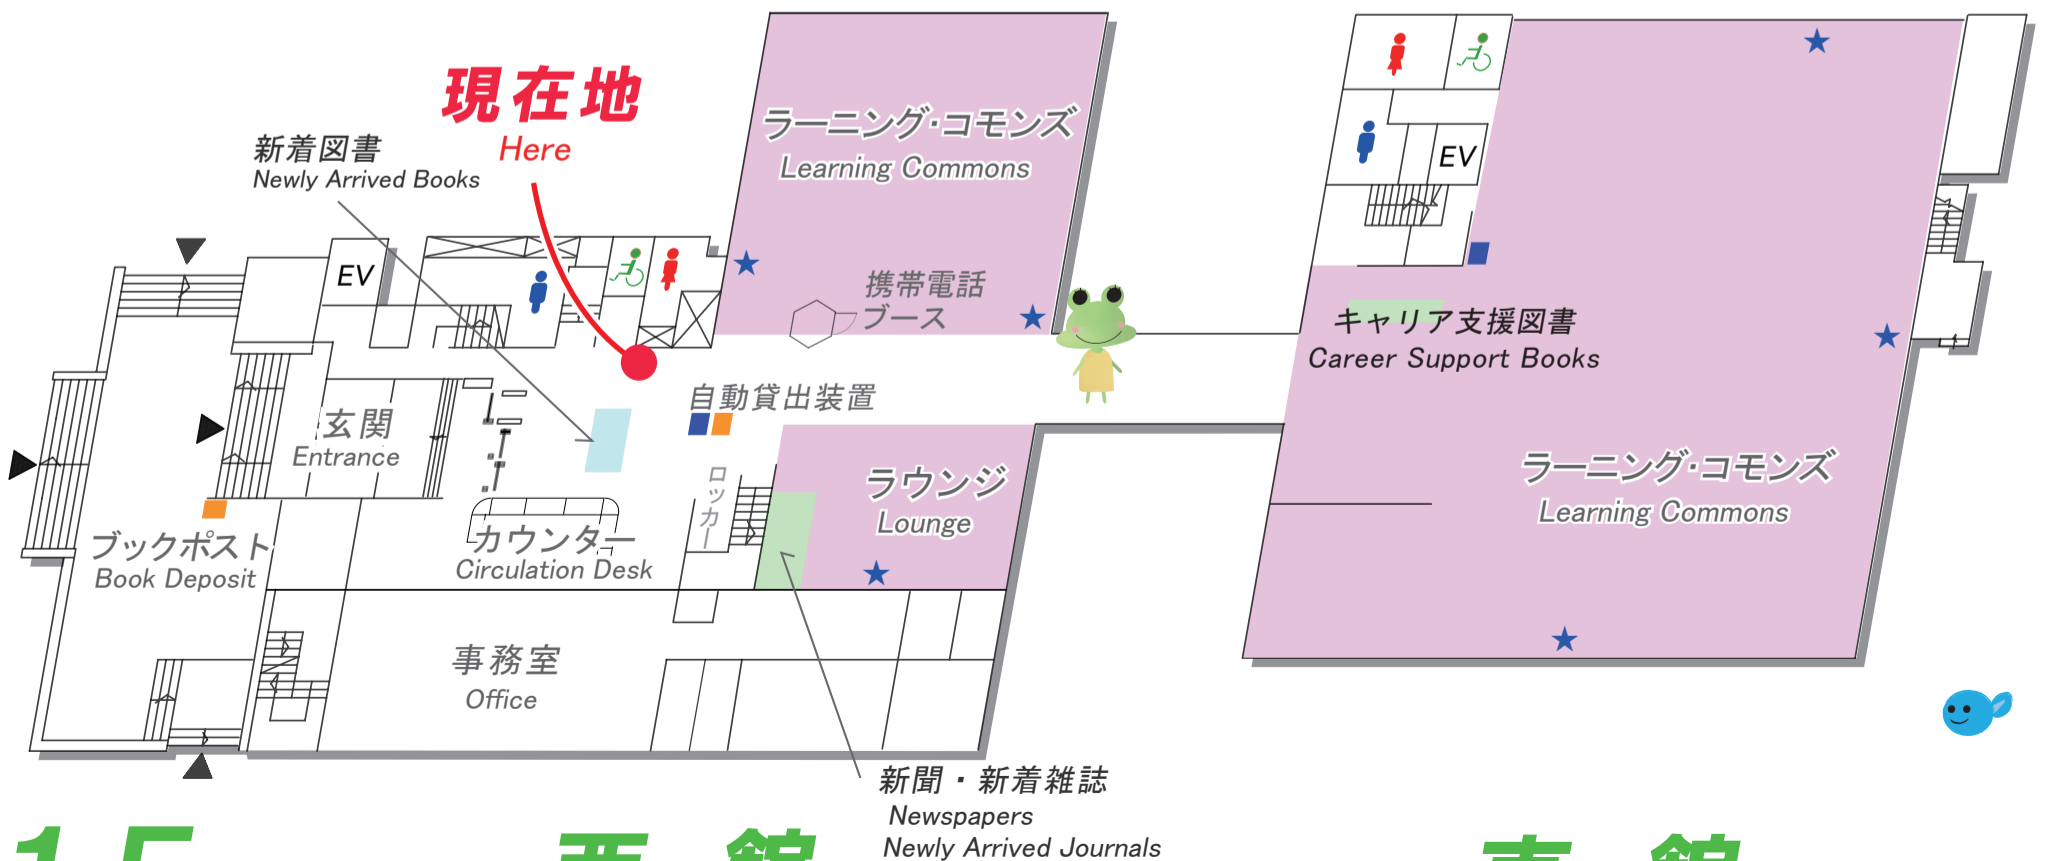 現在地
Here
新着図書
Newly Arrived Books
ラーニング・コモンズ
Learning Commons
EV
EV
携帯電話
ブース
キャリア支援図書
Career Support Books
自動貸出装置
玄関
Entrance
ロッカー
ラウンジ
Lounge
ラーニング・コモンズ
Learning Commons
カウンター
Circulation Desk
ブックポスト
Book Deposit
事務室
Office
新聞・新着雑誌
Newspapers
Newly Arrived Journals